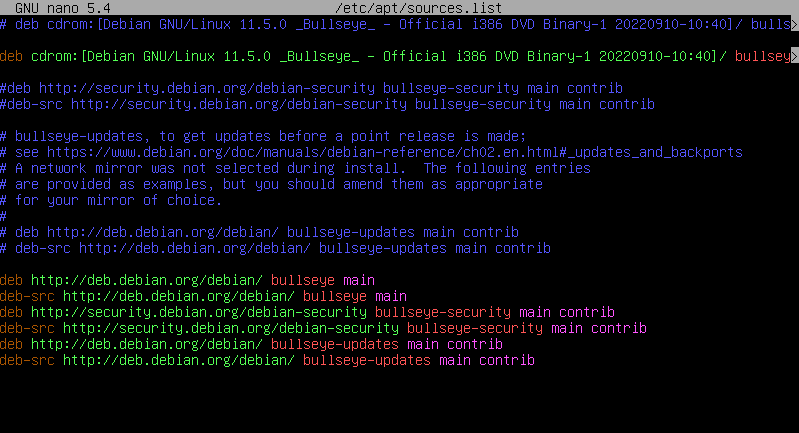 GNU nano 5.4 /etc/apt/sources.list
# deb cdrom:[Debian GNU/Linux 11.5.0 _Bullseye_ - Official i386 DVD Binary-1 20220910-10:40]/ bulls>
deb cdrom:[Debian GNU/Linux 11.5.0 _Bullseye_ - Official i386 DVD Binary-1 20220910-10:40]/ bullsey>
#deb http://security.debian.org/debian-security bullseye-security main contrib
#deb-src http://security.debian.org/debian-security bullseye-security main contrib
# bullseye-updates, to get updates before a point release is made;
# see https://www.debian.org/doc/manuals/debian-reference/ch02.en.html#_updates_and_backports
# A network mirror was not selected during install.  The following entries
# are provided as examples, but you should amend them as appropriate
# for your mirror of choice.
#
# deb http://deb.debian.org/debian/ bullseye-updates main contrib
# deb-src http://deb.debian.org/debian/ bullseye-updates main contrib
deb http://deb.debian.org/debian/ bullseye main
deb-src http://deb.debian.org/debian/ bullseye main
deb http://security.debian.org/debian-security bullseye-security main contrib
deb-src http://security.debian.org/debian-security bullseye-security main contrib
deb http://deb.debian.org/debian/ bullseye-updates main contrib
deb-src http://deb.debian.org/debian/ bullseye-updates main contrib